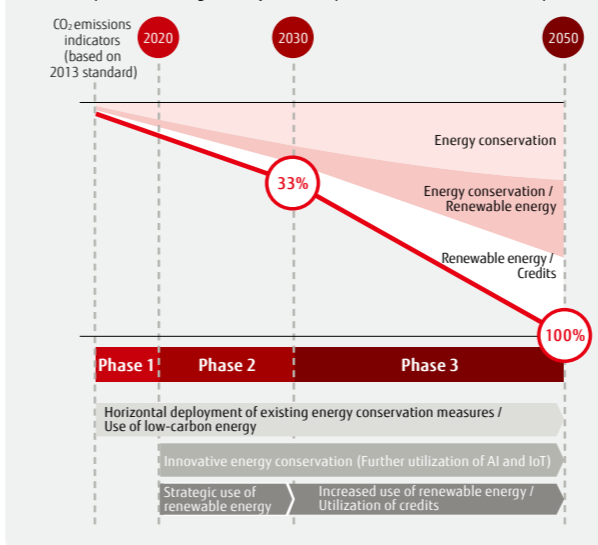 CO₂ emissions
indicators
(based on
2013 standard)
2020
2030
2050
Energy conservation
33%
Energy conservation /
Renewable energy
Renewable energy /
Credits
100%
Phase 1
Phase 2
Phase 3
Horizontal deployment of existing energy conservation measures /
Use of low-carbon energy
Innovative energy conservation (Further utilization of AI and IoT)
Strategic use of
renewable energy
Increased use of renewable energy /
Utilization of credits